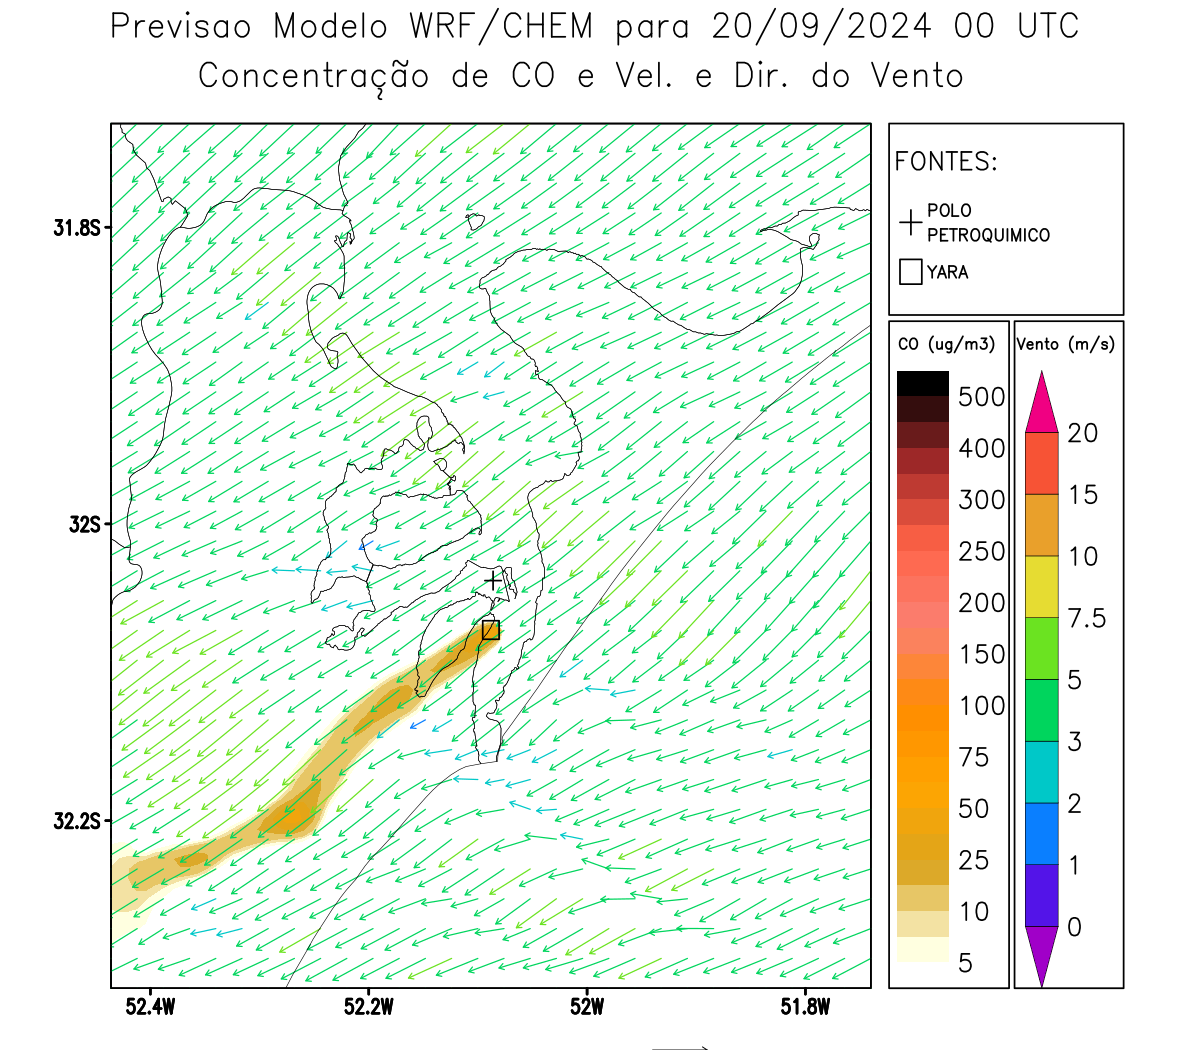 Previsao Modelo WRF/CHEM para 20/09/2024 00 UTC
Concentração de CO e Vel. e Dir. do Vento
FONTES:
POLO
PETROQUIMICO
YARA
CO (ug/m3)
500
400
300
250
200
150
100
75
50
25
10
5
Vento (m/s)
20
15
10
7.5
5
3
2
1
0
31.8S
32S
32.2S
52.4W
52.2W
52W
51.8W